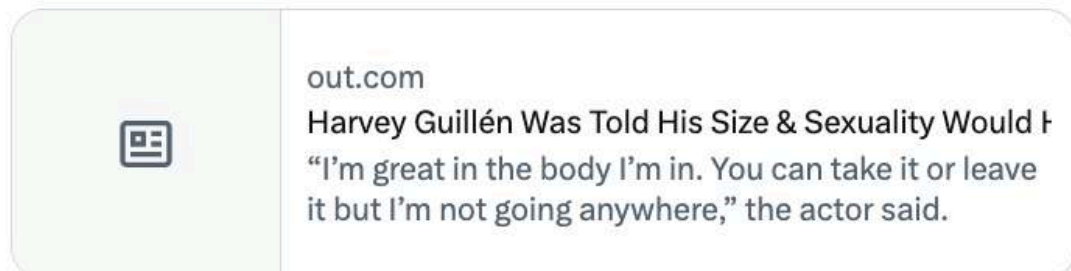 out.com
Harvey Guillén Was Told His Size & Sexuality Would
“I’m great in the body I’m in. You can take it or leave
it but I’m not going anywhere,” the actor said.